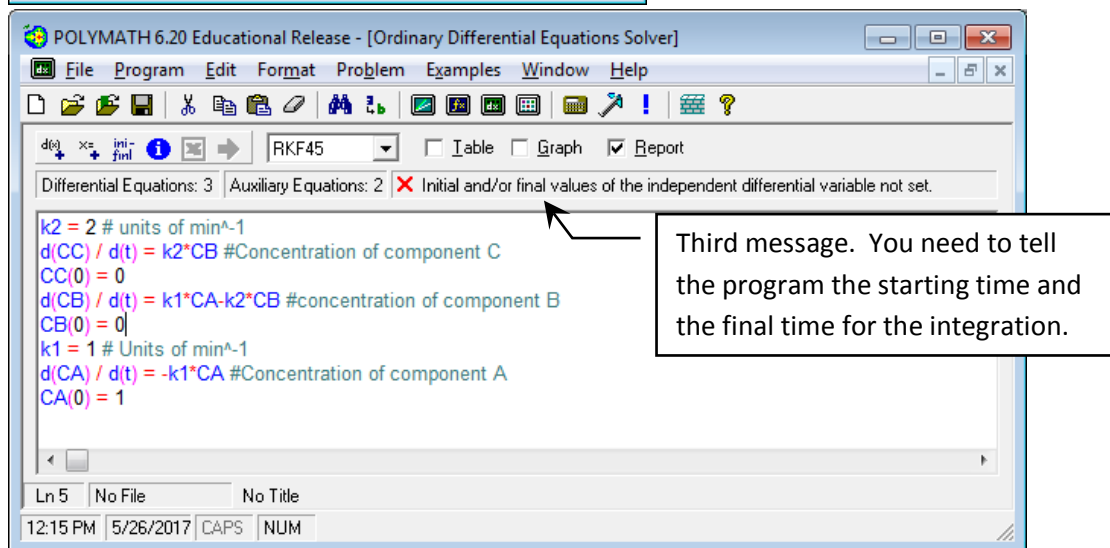 POLYMATH 6.20 Educational Release - [Ordinary Differential Equations Solver]
File Program Edit Format Problem Examples Window Help
d(x) x= ini- finl RKF45 Table Graph Report
Differential Equations: 3 Auxiliary Equations: 2 Initial and/or final values of the independent differential variable not set.
k2 = 2 # units of min^-1
d(CC) / d(t) = k2*CB #Concentration of component C
CC(0) = 0
d(CB) / d(t) = k1*CA-k2*CB #concentration of component B
CB(0) = 0
k1 = 1 # Units of min^-1
d(CA) / d(t) = -k1*CA #Concentration of component A
CA(0) = 1
Third message. You need to tell
the program the starting time and
the final time for the integration.
Ln 5 No File No Title
12:15 PM 5/26/2017 CAPS NUM